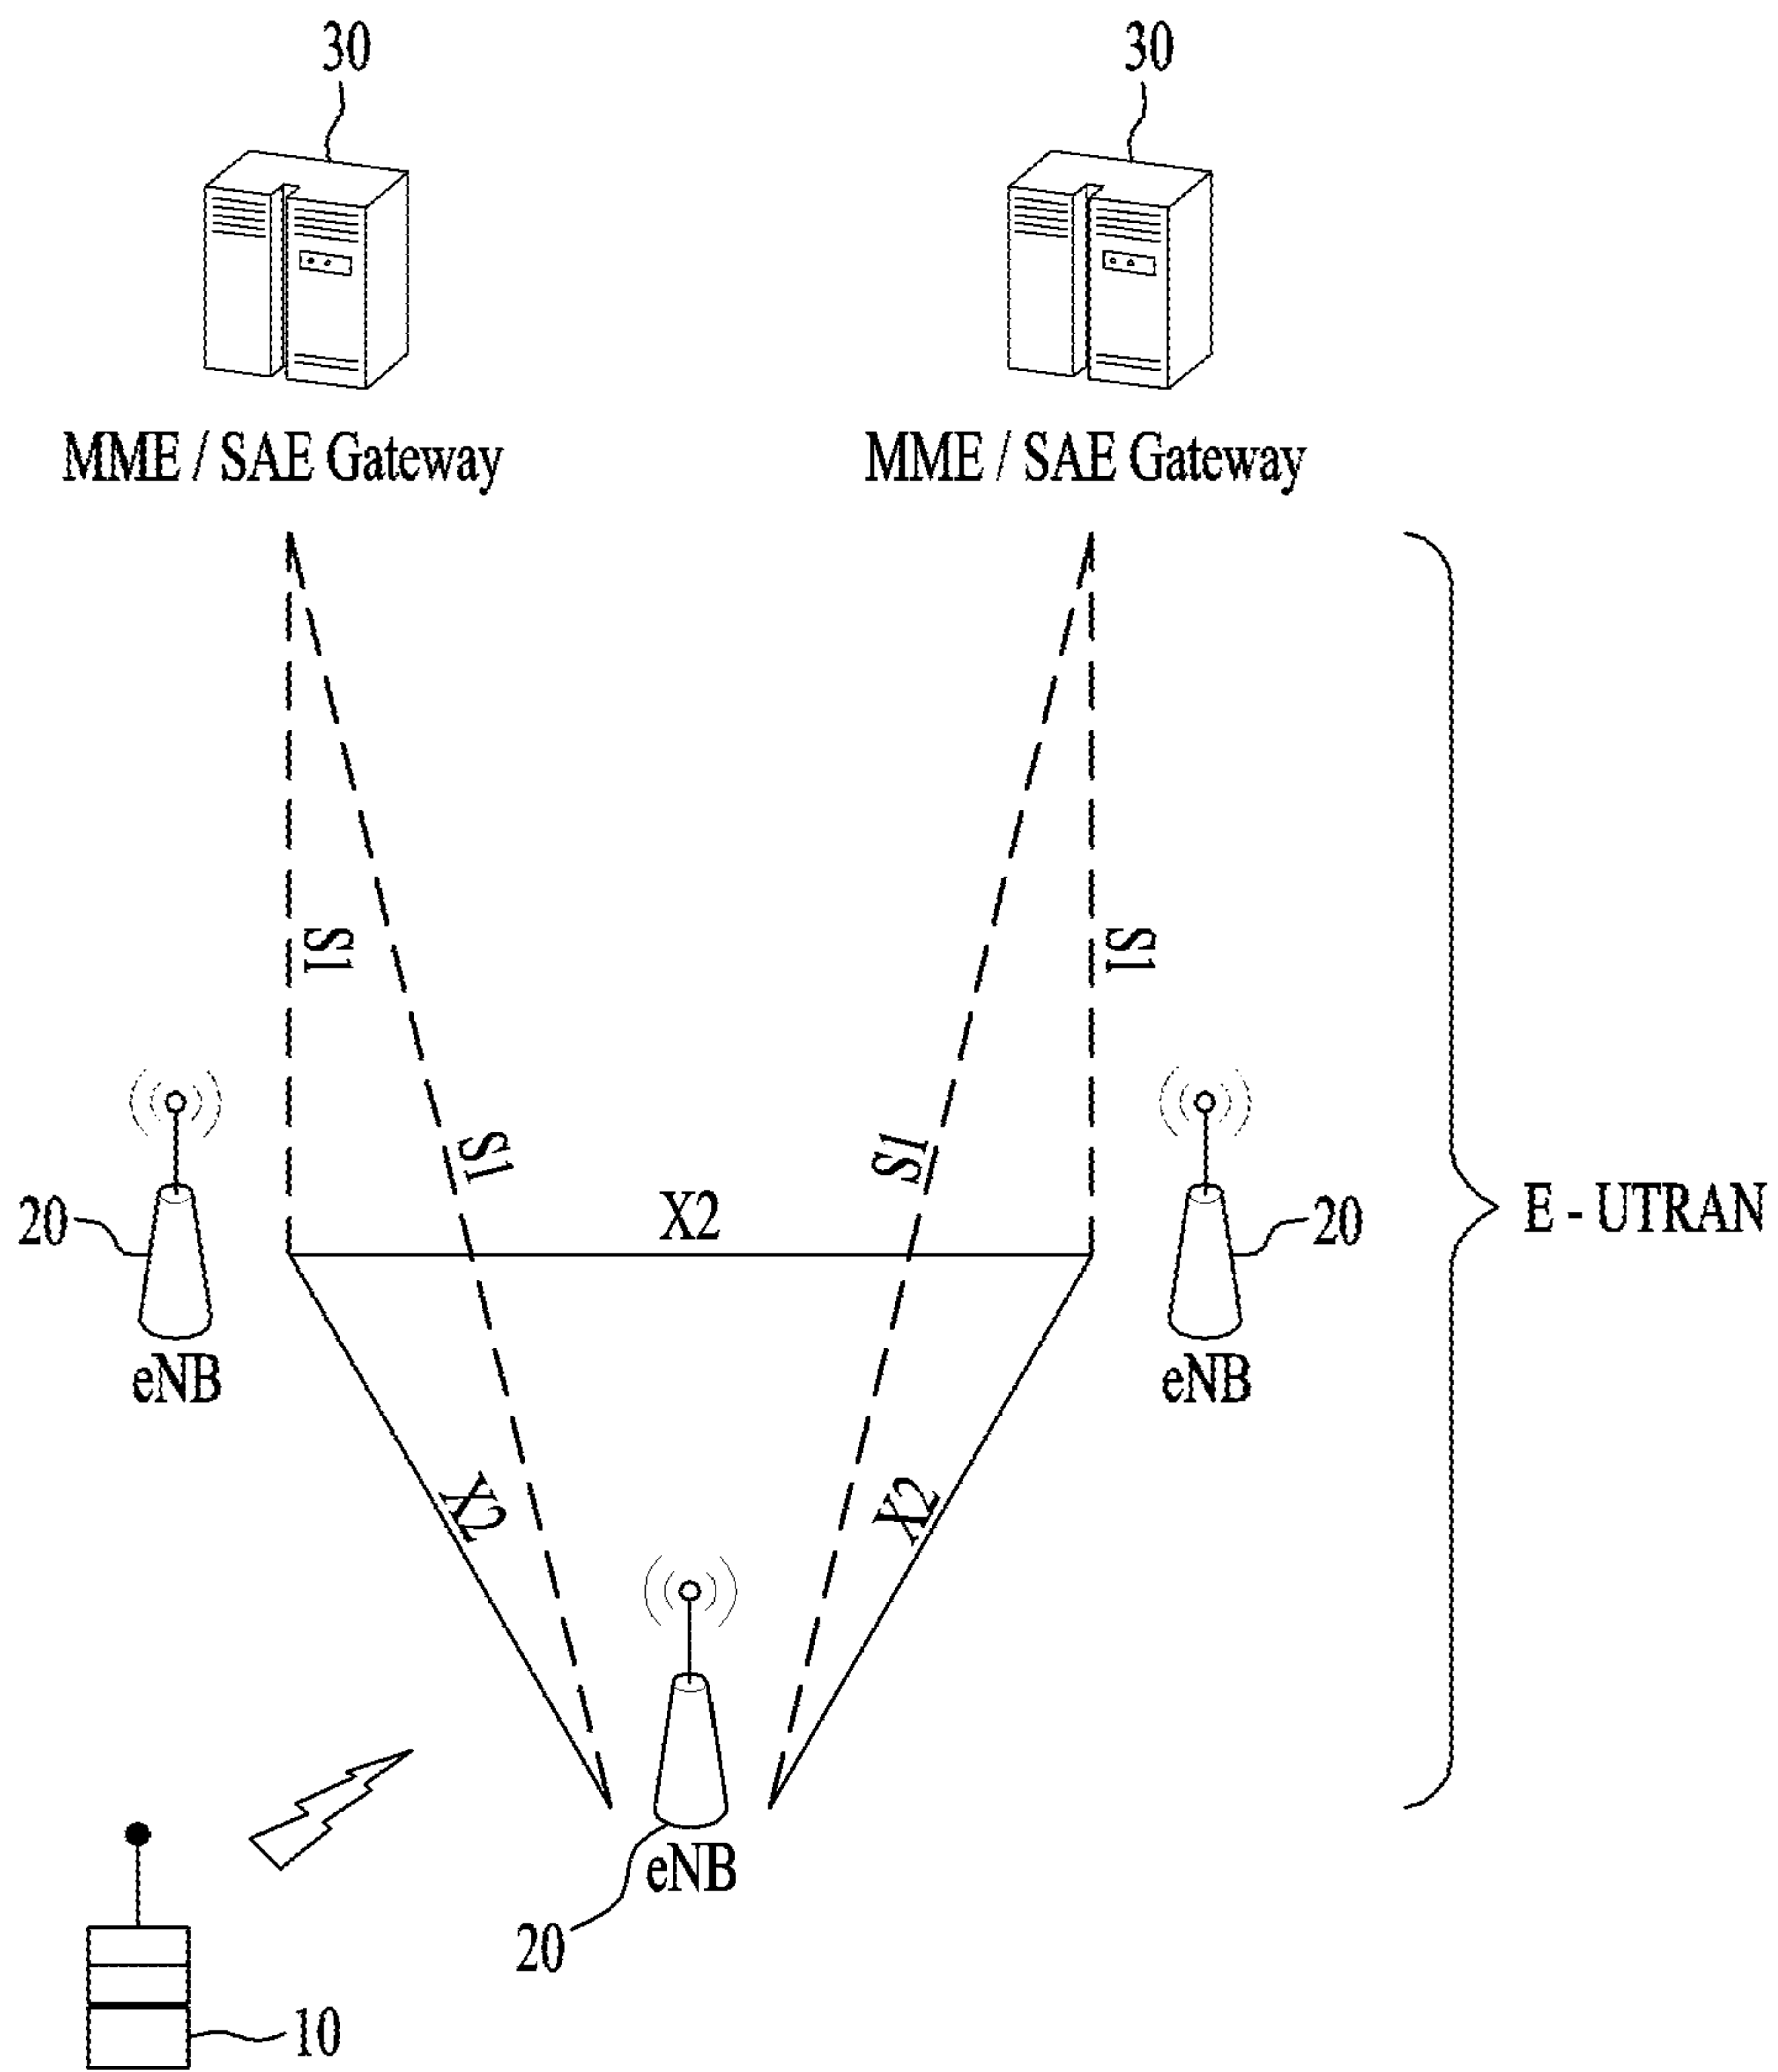 30
30
MME / SAE Gateway
MME / SAE Gateway
S1
S1
S1
S1
X2
20
20
E - UTRAN
eNB
eNB
X2
X2
eNB
20
10